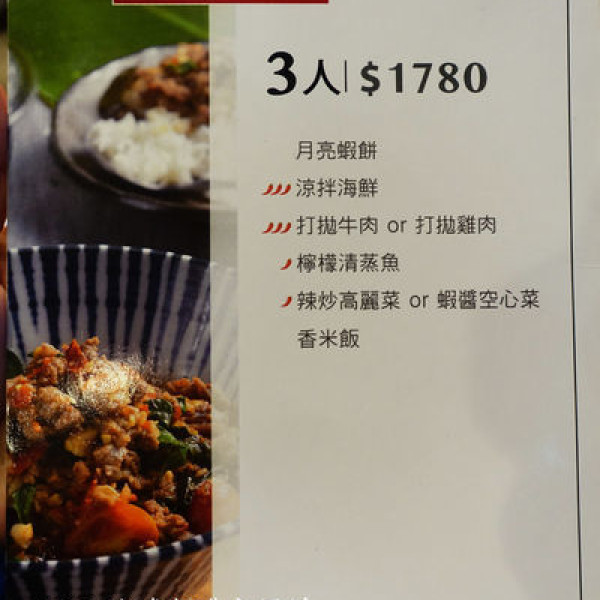 3人|$1780
月亮蝦餅
涼拌海鮮
打拋牛肉 or 打拋雞肉
檸檬清蒸魚
辣炒高麗菜 or 蝦醬空心菜
香米飯